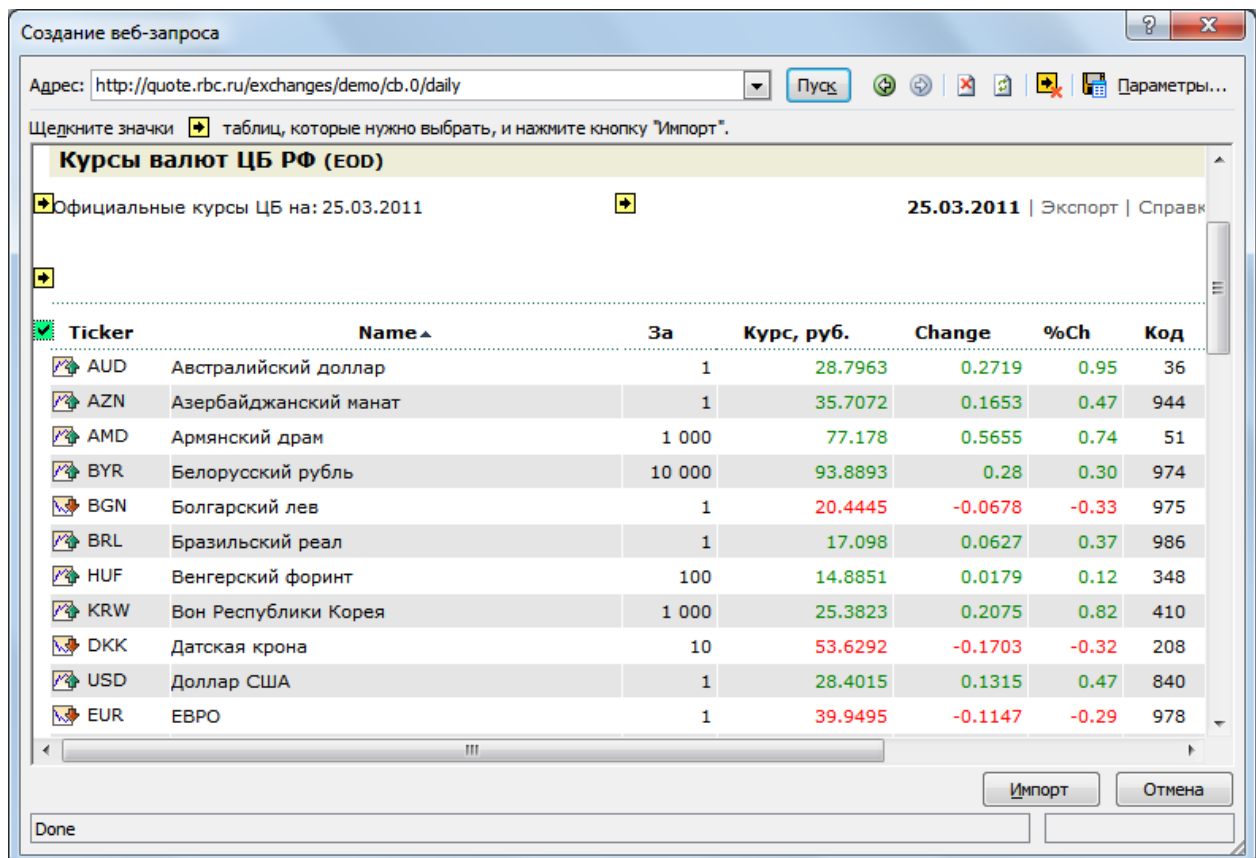 Создание веб-запроса
Адрес: http://quote.rbc.ru/exchanges/demo/cb.0/daily Пуск Параметры...
Щелкните значки таблиц, которые нужно выбрать, и нажмите кнопку "Импорт".
Курсы валют ЦБ РФ (EOD)
Официальные курсы ЦБ на: 25.03.2011 25.03.2011 | Экспорт | Справк
Ticker Name За Курс, руб. Change %Ch Код
AUD Австралийский доллар 1 28.7963 0.2719 0.95 36
AZN Азербайджанский манат 1 35.7072 0.1653 0.47 944
AMD Армянский драм 1 000 77.178 0.5655 0.74 51
BYR Белорусский рубль 10 000 93.8893 0.28 0.30 974
BGN Болгарский лев 1 20.4445 -0.0678 -0.33 975
BRL Бразильский реал 1 17.098 0.0627 0.37 986
HUF Венгерский форинт 100 14.8851 0.0179 0.12 348
KRW Вон Республики Корея 1 000 25.3823 0.2075 0.82 410
DKK Датская крона 10 53.6292 -0.1703 -0.32 208
USD Доллар США 1 28.4015 0.1315 0.47 840
EUR ЕВРО 1 39.9495 -0.1147 -0.29 978
Импорт Отмена
Done